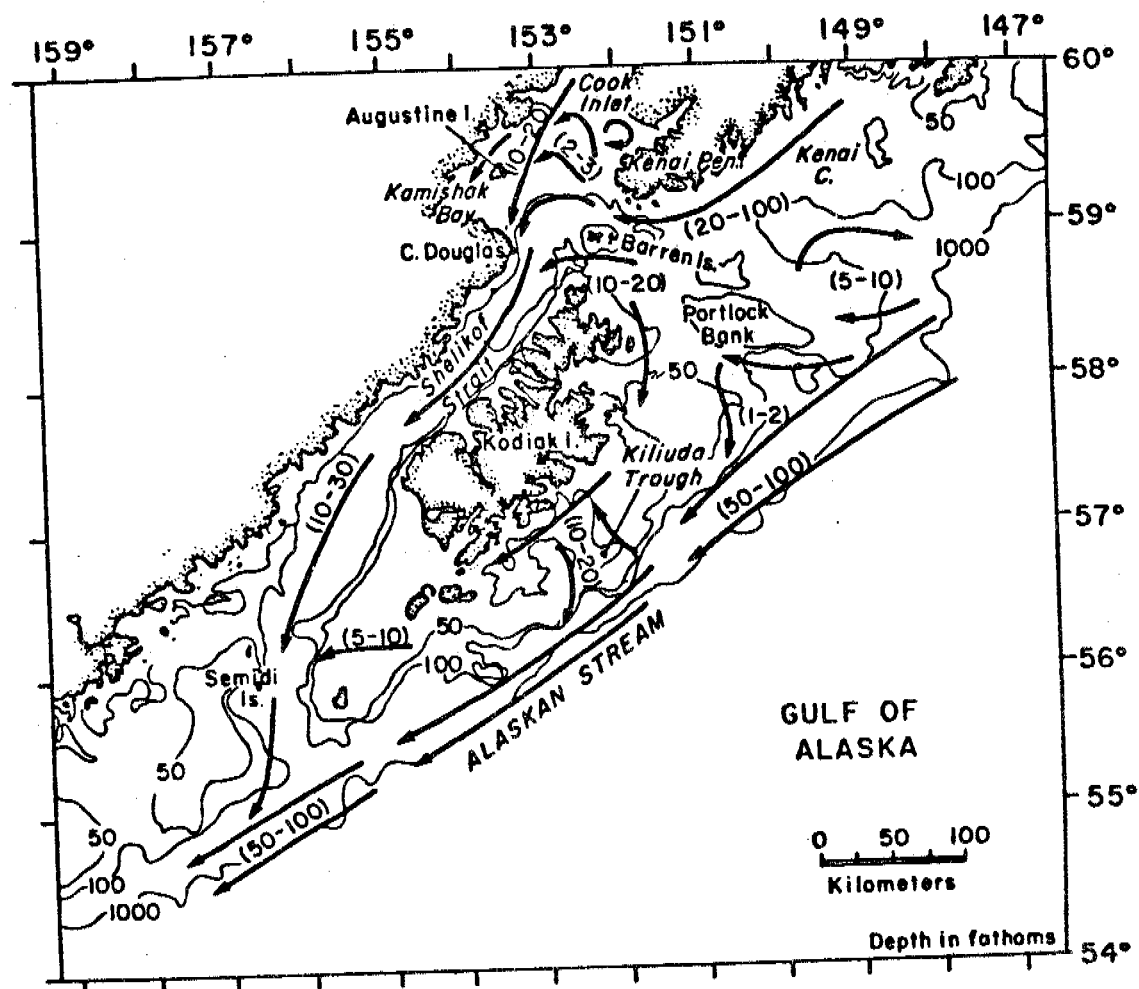 159° 157° 155° 153° 151° 149° 147°
60°
Cook
Inlet
Augustine I.
50
(10-20)
(2-3)
Kenai Pen.
Kenai
C.
Kamishak
Bay
100
59°
(20-100)
C. Douglas
Barren Is.
1000
(10-20)
(5-10)
Portlock
Bank
Shelikof
Strait
58°
50
(1-2)
Kodiak I.
Kiliuda
Trough
(50-100)
(10-30)
57°
(10-20)
50
(5-10)
100
56°
Semidi
Is.
ALASKAN STREAM
GULF OF
ALASKA
50
55°
50
(50-100)
0 50 100
Kilometers
100
1000
Depth in fathoms
54°